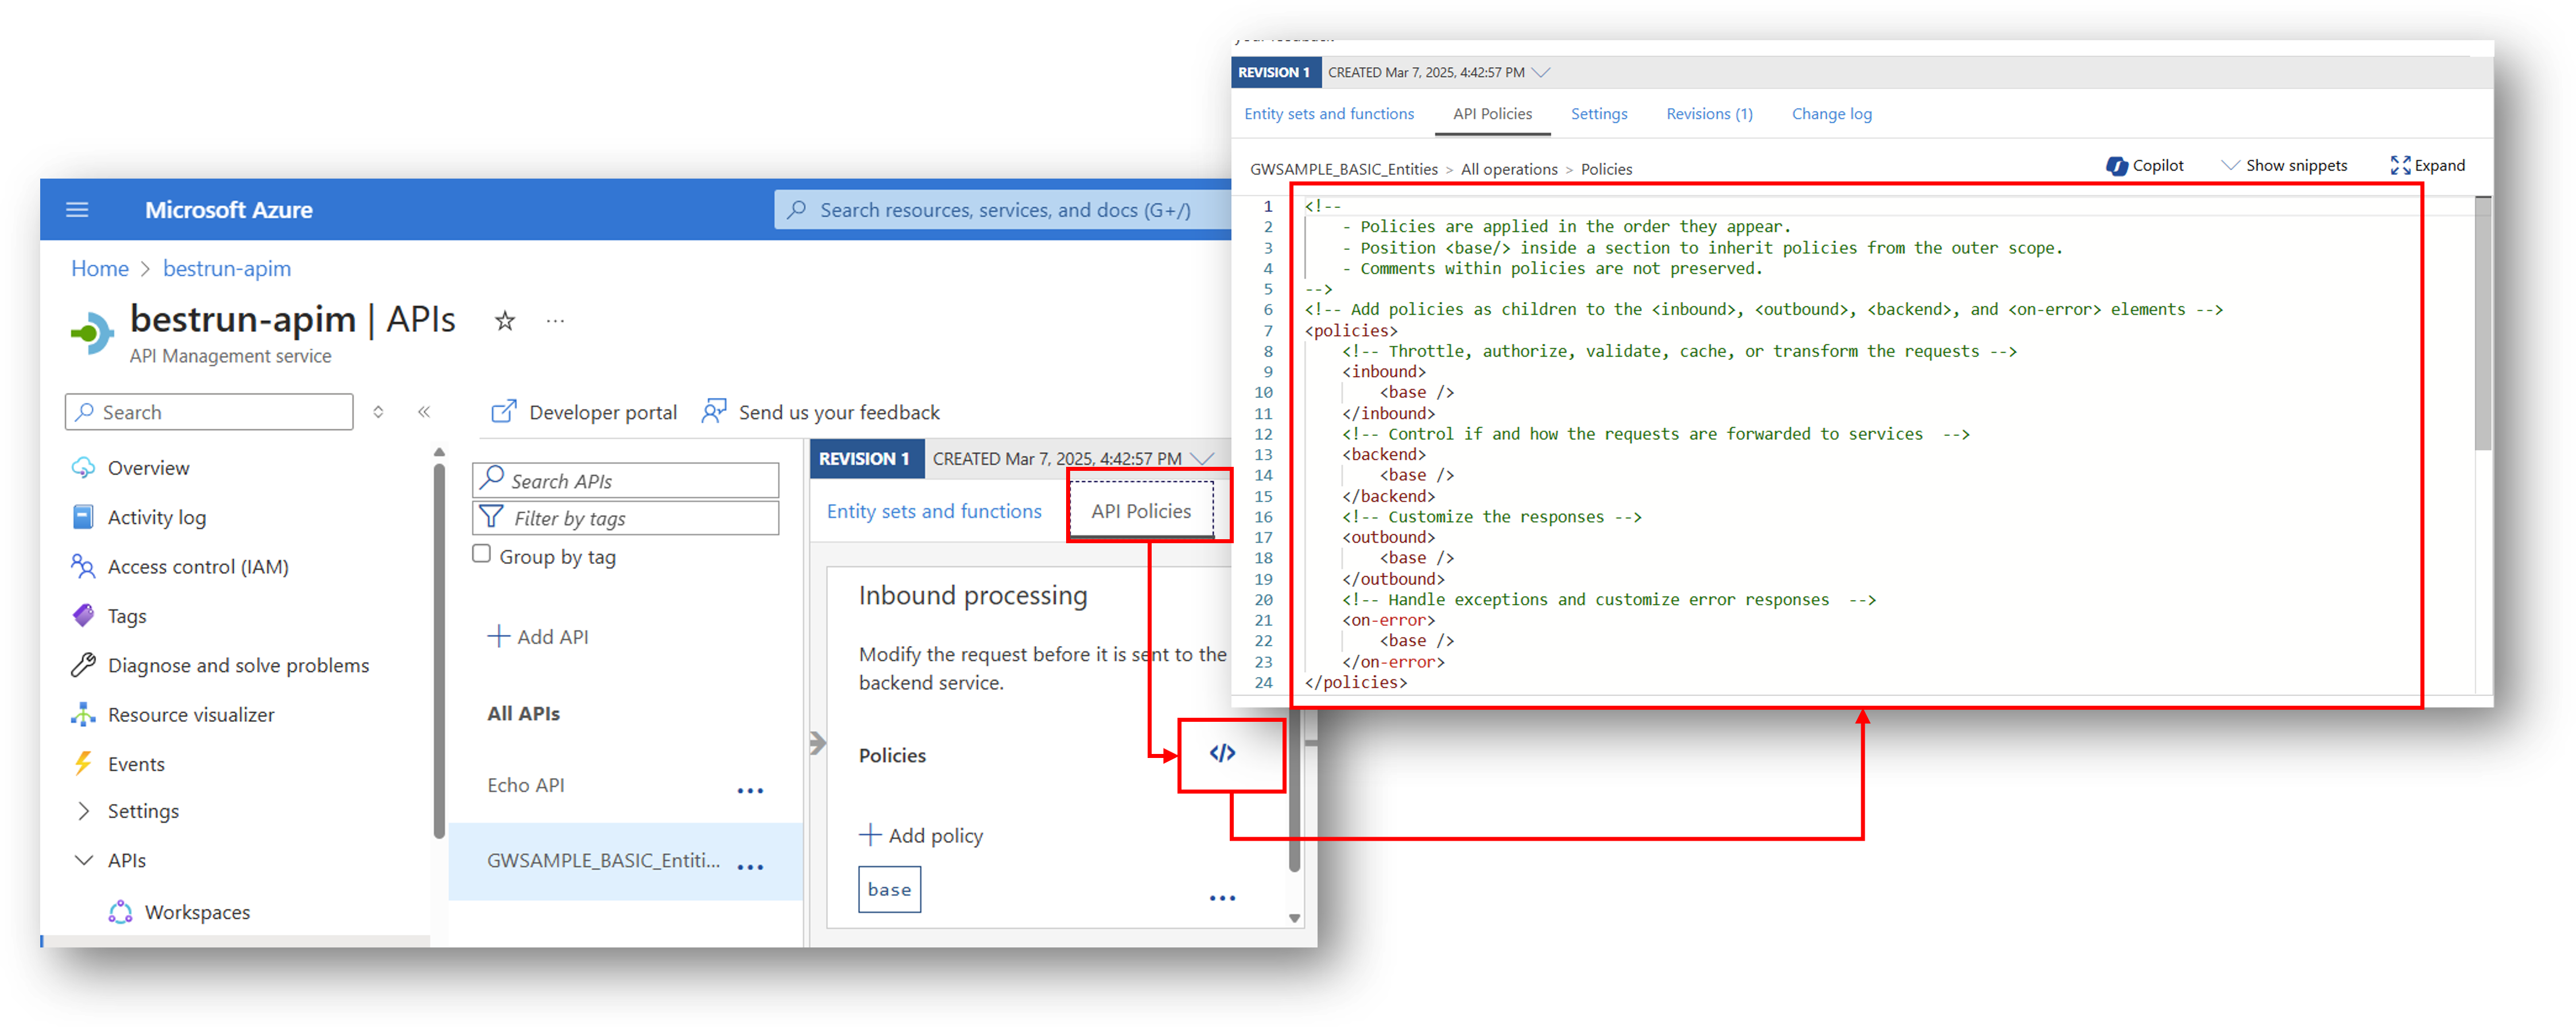 Microsoft Azure
Search resources, services, and docs (G+/)
Home > bestrun-apim
bestrun-apim | APIs
API Management service
Search
Overview
Activity log
Access control (IAM)
Tags
Diagnose and solve problems
Resource visualizer
Events
Settings
APIs
Workspaces
Developer portal
Send us your feedback
Search APIs
Filter by tags
Group by tag
Add API
All APIs
Echo API
GWSAMPLE_BASIC_Entiti...
REVISION 1 CREATED Mar 7, 2025, 4:42:57 PM
Entity sets and functions
API Policies
Inbound processing
Modify the request before it is sent to the
backend service.
Policies
</>
Add policy
base
your feedback
REVISION 1 CREATED Mar 7, 2025, 4:42:57 PM
Entity sets and functions API Policies Settings Revisions (1) Change log
GWSAMPLE_BASIC_Entities > All operations > Policies
Copilot Show snippets Expand
1 <!--
2 - Policies are applied in the order they appear.
3 - Position <base/> inside a section to inherit policies from the outer scope.
4 - Comments within policies are not preserved.
5 -->
6 <!-- Add policies as children to the <inbound>, <outbound>, <backend>, and <on-error> elements -->
7 <policies>
8 <!-- Throttle, authorize, validate, cache, or transform the requests -->
9 <inbound>
10 <base />
11 </inbound>
12 <!-- Control if and how the requests are forwarded to services -->
13 <backend>
14 <base />
15 </backend>
16 <!-- Customize the responses -->
17 <outbound>
18 <base />
19 </outbound>
20 <!-- Handle exceptions and customize error responses -->
21 <on-error>
22 <base />
23 </on-error>
24 </policies>